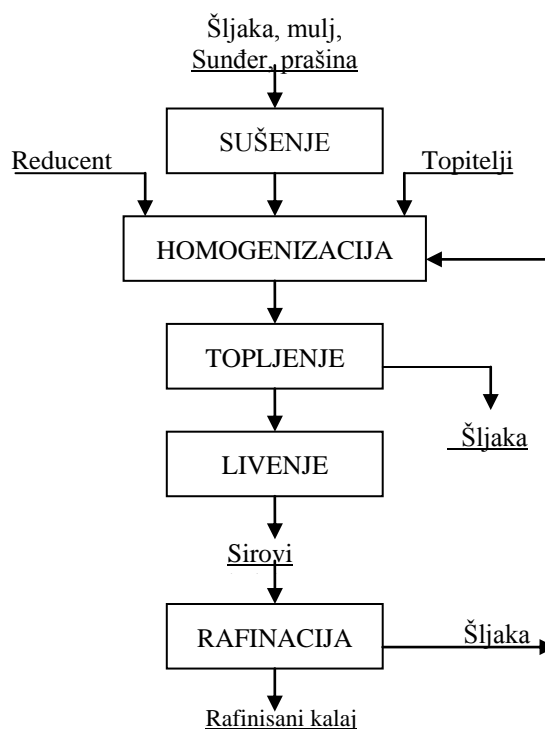 Šljaka, mulj,
Sunđer, prašina
SUŠENJE
Reducent
Topitelji
HOMOGENIZACIJA
TOPLJENJE
Šljaka
LIVENJE
Sirovi
RAFINACIJA
Šljaka
Rafinisani kalaj